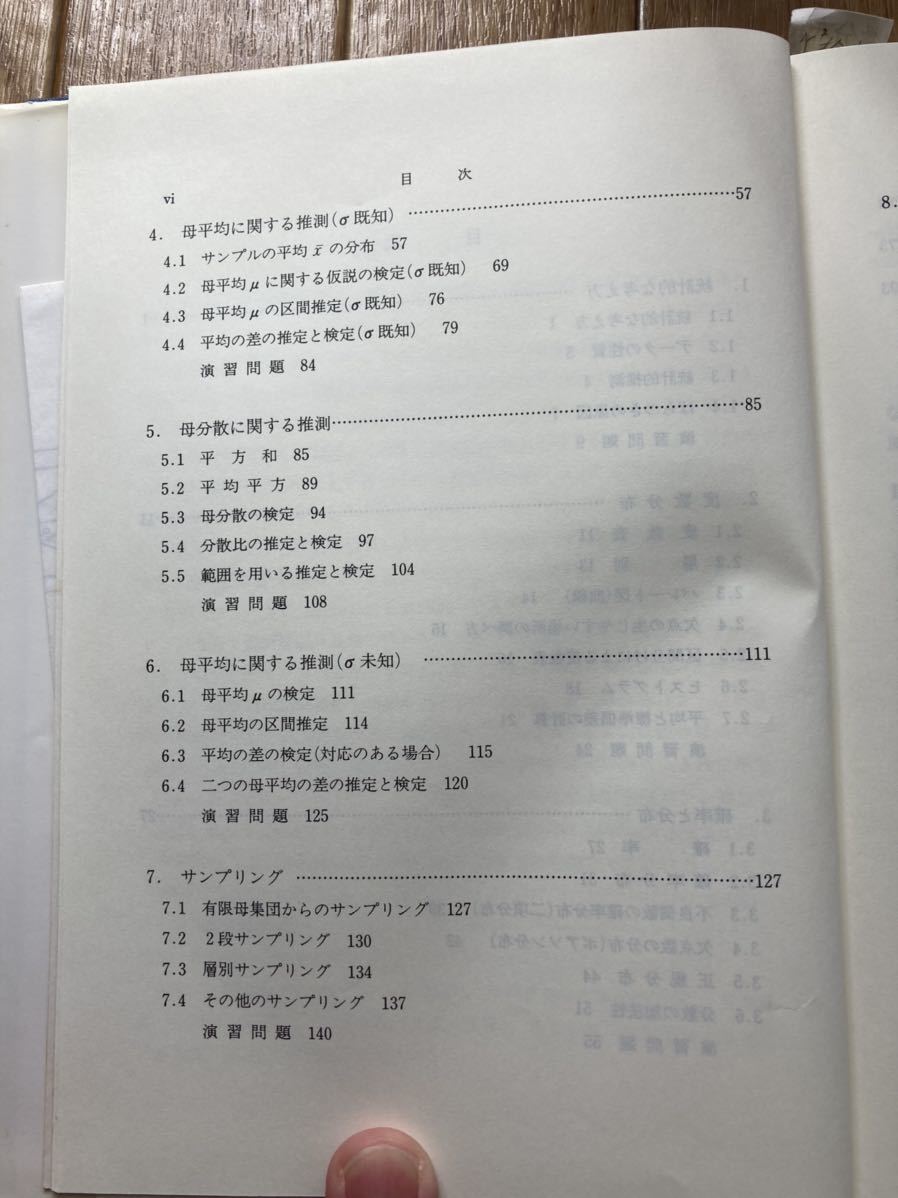 vi
目 次
4. 母平均に関する推測(σ既知) ……57
4.1 サンプルの平均 x̄ の分布 57
4.2 母平均μに関する仮説の検定(σ既知) 69
4.3 母平均μの区間推定(σ既知) 76
4.4 平均の差の推定と検定(σ既知) 79
演習問題 84
5. 母分散に関する推測……85
5.1 平方和 85
5.2 平均平方 89
5.3 母分散の検定 94
5.4 分散比の推定と検定 97
5.5 範囲を用いる推定と検定 104
演習問題 108
6. 母平均に関する推測(σ未知) ……111
6.1 母平均μの検定 111
6.2 母平均の区間推定 114
6.3 平均の差の検定(対応のある場合) 115
6.4 二つの母平均の差の推定と検定 120
演習問題 125
7. サンプリング ……127
7.1 有限母集団からのサンプリング 127
7.2 2段サンプリング 130
7.3 層別サンプリング 134
7.4 その他のサンプリング 137
演習問題 140
8.